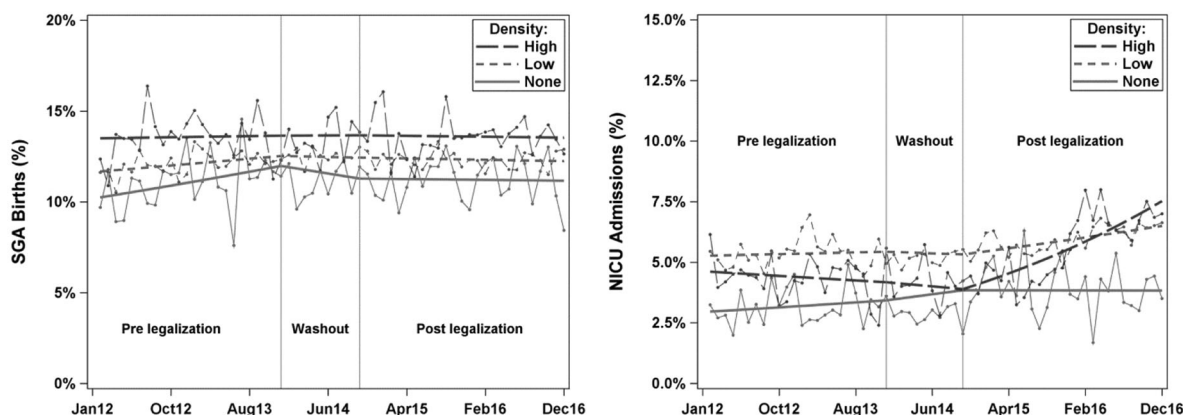 SGA Births (%)
20%
15%
10%
5%
0%
Density:
High
Low
None
Pre legalization
Washout
Post legalization
Jan12
Oct12
Aug13
Jun14
Apr15
Feb16
Dec16
NICU Admissions (%)
15.0%
12.5%
10.0%
7.5%
5.0%
2.5%
0.0%
Density:
High
Low
None
Pre legalization
Washout
Post legalization
Jan12
Oct12
Aug13
Jun14
Apr15
Feb16
Dec16